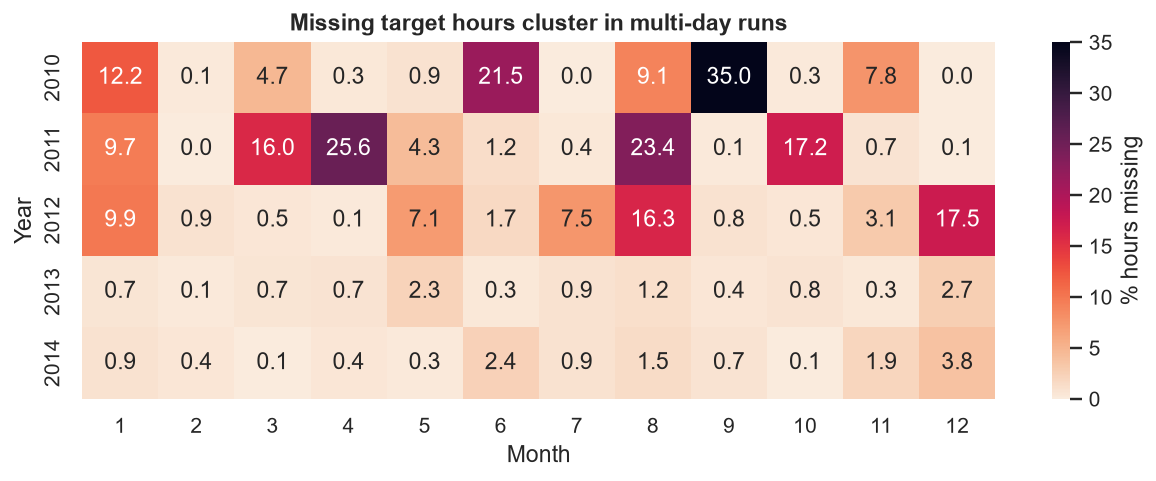 Missing target hours cluster in multi-day runs
2010 12.2 0.1 4.7 0.3 0.9 21.5 0.0 9.1 35.0 0.3 7.8 0.0
2011 9.7 0.0 16.0 25.6 4.3 1.2 0.4 23.4 0.1 17.2 0.7 0.1
2012 9.9 0.9 0.5 0.1 7.1 1.7 7.5 16.3 0.8 0.5 3.1 17.5
2013 0.7 0.1 0.7 0.7 2.3 0.3 0.9 1.2 0.4 0.8 0.3 2.7
2014 0.9 0.4 0.1 0.4 0.3 2.4 0.9 1.5 0.7 0.1 1.9 3.8
1 2 3 4 5 6 7 8 9 10 11 12
Month
Year
35
30
25
20
15
10
5
0
% hours missing